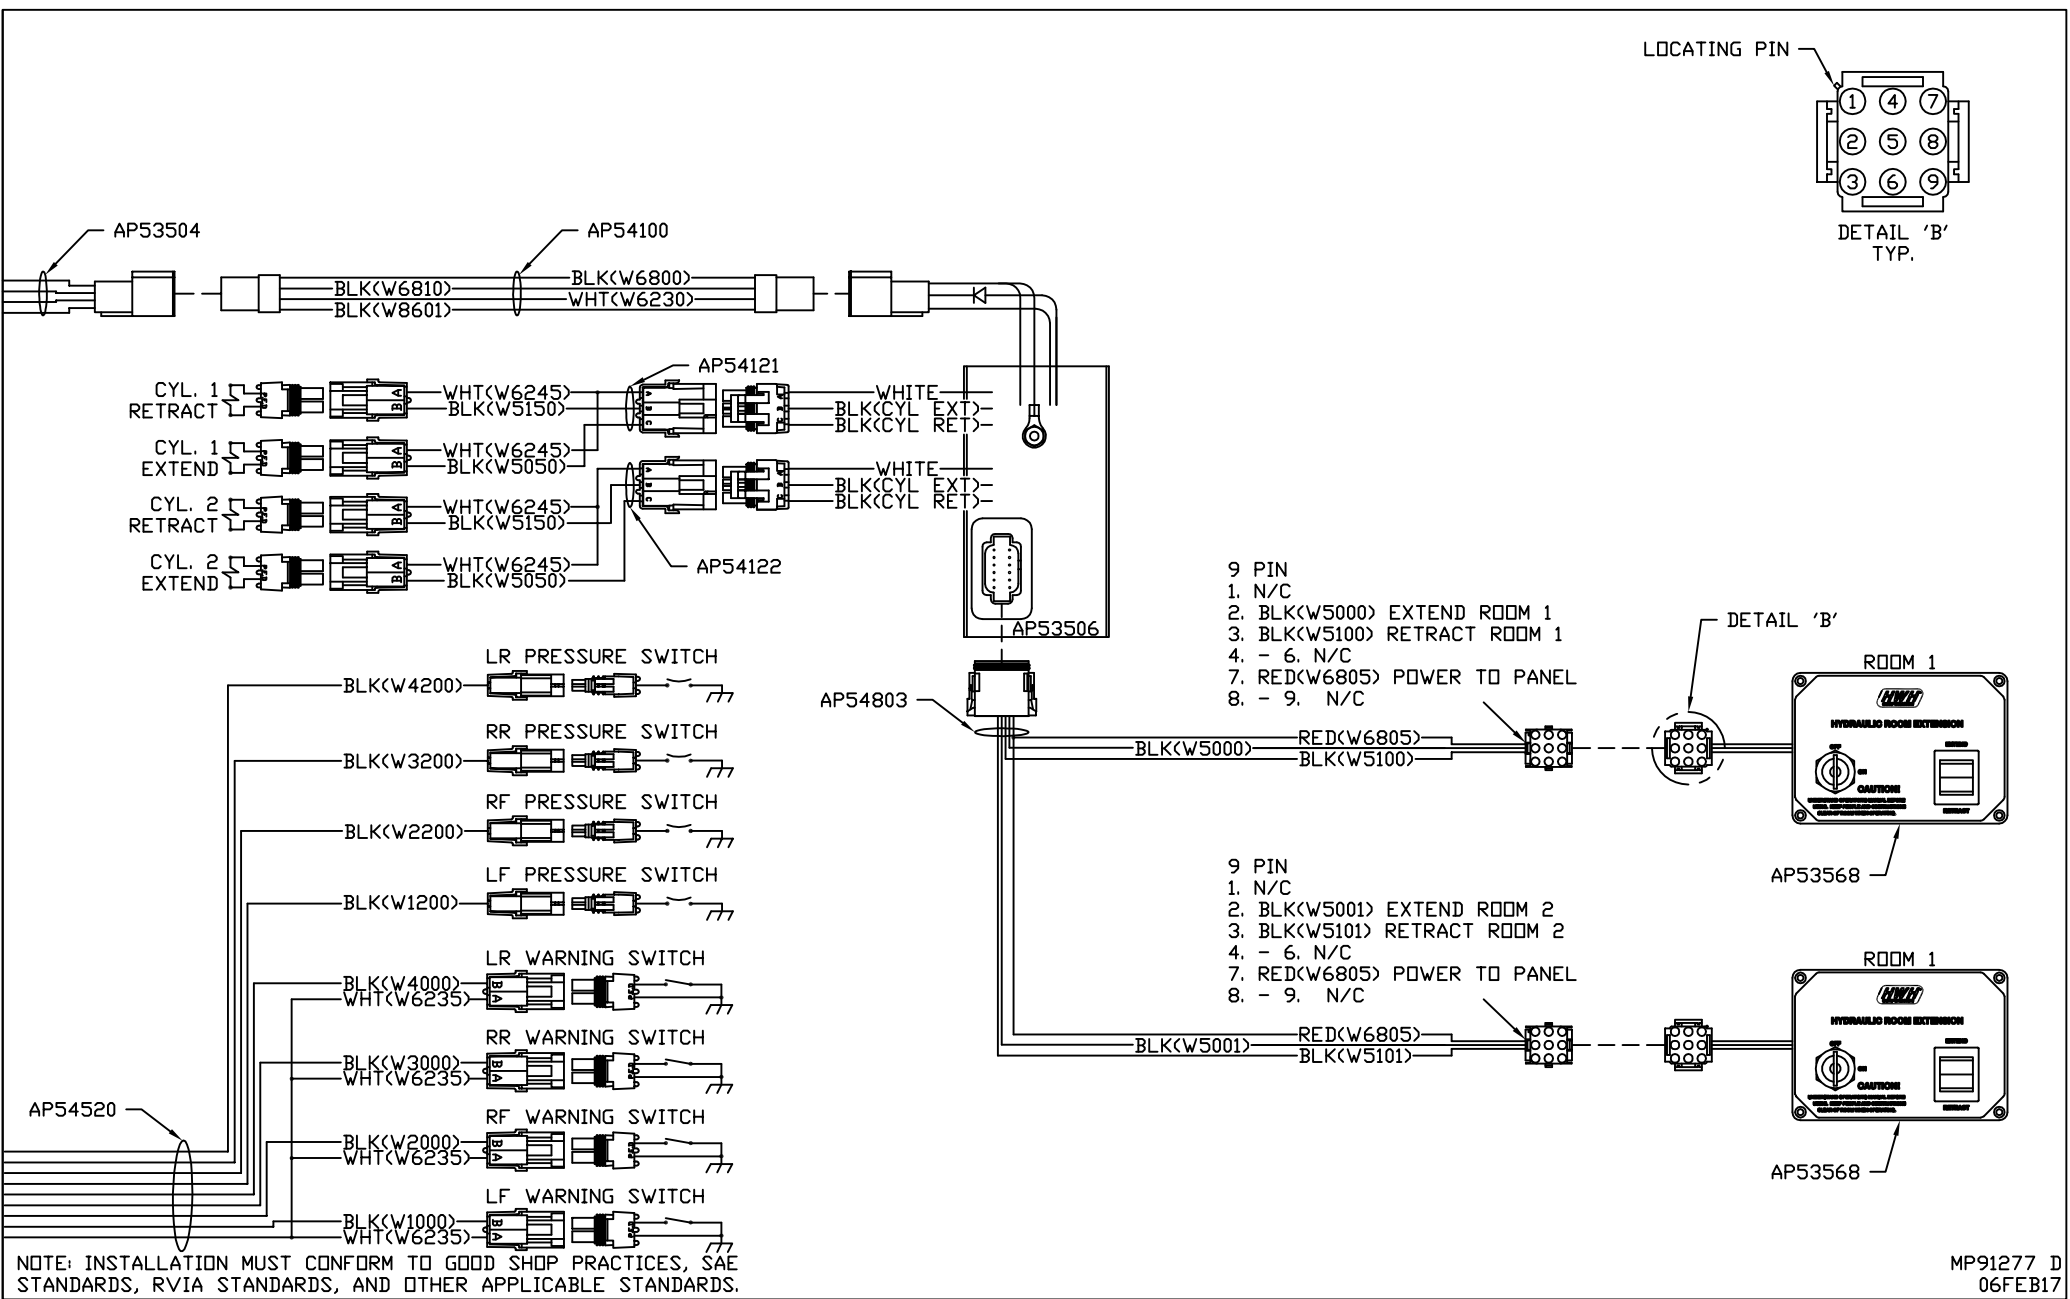 LOCATING PIN
1 4 7
2 5 8
3 6 9
DETAIL 'B'
TYP.
AP53504
AP54100
BLK(W6800)
BLK(W6810)
WHT(W6230)
BLK(W8601)
AP54121
CYL. 1
RETRACT
A
B
WHT(W6245)
BLK(W5150)
A
B
C
WHITE
BLK(CYL EXT)
BLK(CYL RET)
CYL. 1
EXTEND
A
B
WHT(W6245)
BLK(W5050)
CYL. 2
RETRACT
A
B
WHT(W6245)
BLK(W5150)
A
B
C
WHITE
BLK(CYL EXT)
BLK(CYL RET)
CYL. 2
EXTEND
A
B
WHT(W6245)
BLK(W5050)
AP54122
AP53506
AP54803
9 PIN
1. N/C
2. BLK(W5000) EXTEND ROOM 1
3. BLK(W5100) RETRACT ROOM 1
4. - 6. N/C
7. RED(W6805) POWER TO PANEL
8. - 9. N/C
DETAIL 'B'
RED(W6805)
BLK(W5000)
BLK(W5100)
ROOM 1
HWH
HYDRAULIC ROOM EXTENSION
OFF
ON
EXTEND
CAUTION!
RETRACT
AP53568
LR PRESSURE SWITCH
BLK(W4200)
RR PRESSURE SWITCH
BLK(W3200)
RF PRESSURE SWITCH
BLK(W2200)
LF PRESSURE SWITCH
BLK(W1200)
LR WARNING SWITCH
BLK(W4000)
WHT(W6235)
B
A
RR WARNING SWITCH
BLK(W3000)
WHT(W6235)
B
A
RF WARNING SWITCH
BLK(W2000)
WHT(W6235)
B
A
LF WARNING SWITCH
BLK(W1000)
WHT(W6235)
B
A
AP54520
9 PIN
1. N/C
2. BLK(W5001) EXTEND ROOM 2
3. BLK(W5101) RETRACT ROOM 2
4. - 6. N/C
7. RED(W6805) POWER TO PANEL
8. - 9. N/C
RED(W6805)
BLK(W5001)
BLK(W5101)
ROOM 1
HWH
HYDRAULIC ROOM EXTENSION
OFF
ON
EXTEND
CAUTION!
RETRACT
AP53568
NOTE: INSTALLATION MUST CONFORM TO GOOD SHOP PRACTICES, SAE
STANDARDS, RVIA STANDARDS, AND OTHER APPLICABLE STANDARDS.
MP91277 D
06FEB17